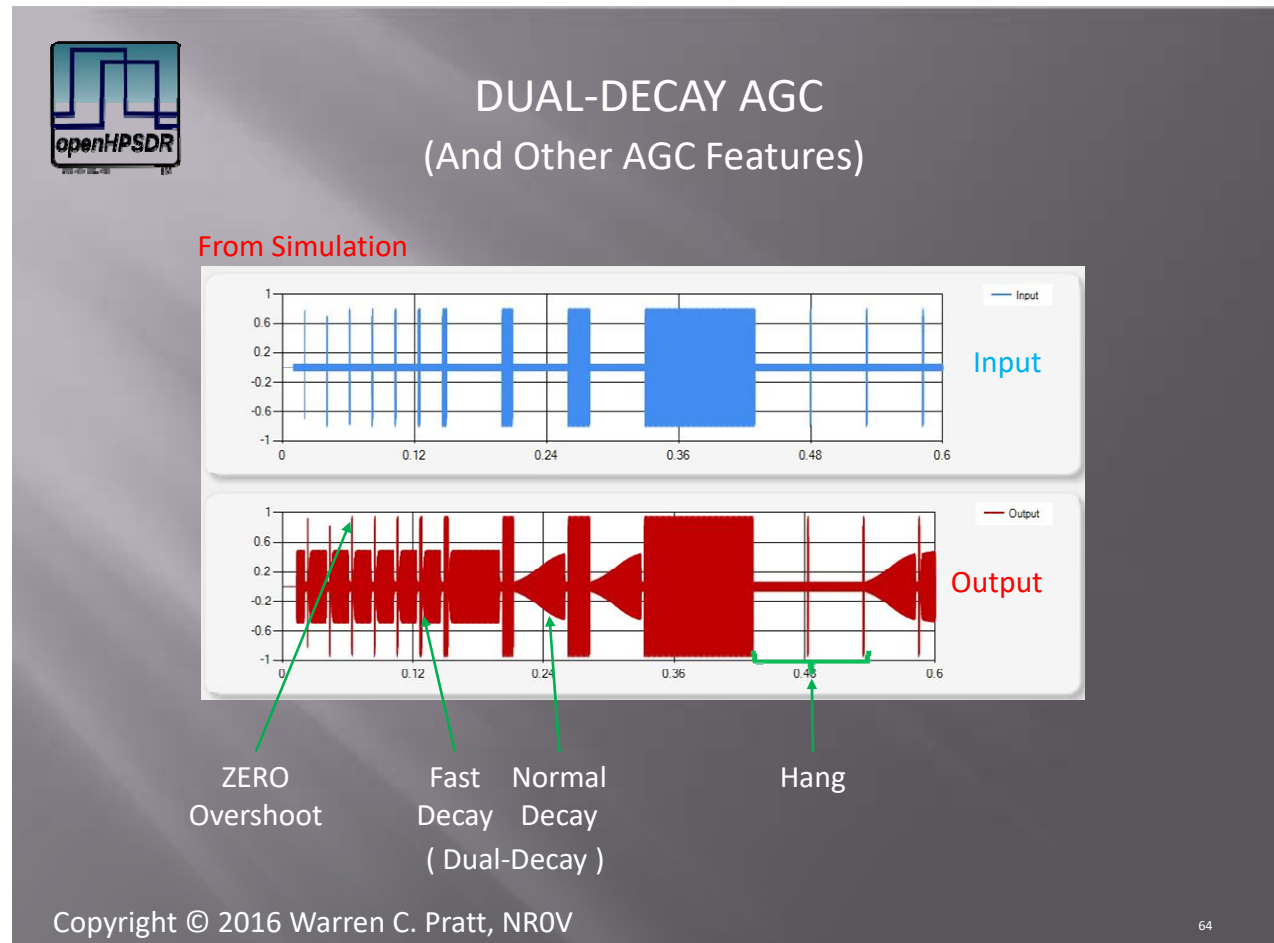 openHPSDR
DUAL-DECAY AGC
(And Other AGC Features)
From Simulation
1
0.6
0.2
-0.2
-0.6
-1
0
0.12
0.24
0.36
0.48
0.6
Input
Input
1
0.6
0.2
-0.2
-0.6
-1
0
0.12
0.24
0.36
0.48
0.6
Output
Output
ZERO
Overshoot
Fast
Decay
Normal
Decay
( Dual-Decay )
Hang
Copyright © 2016 Warren C. Pratt, NR0V
64